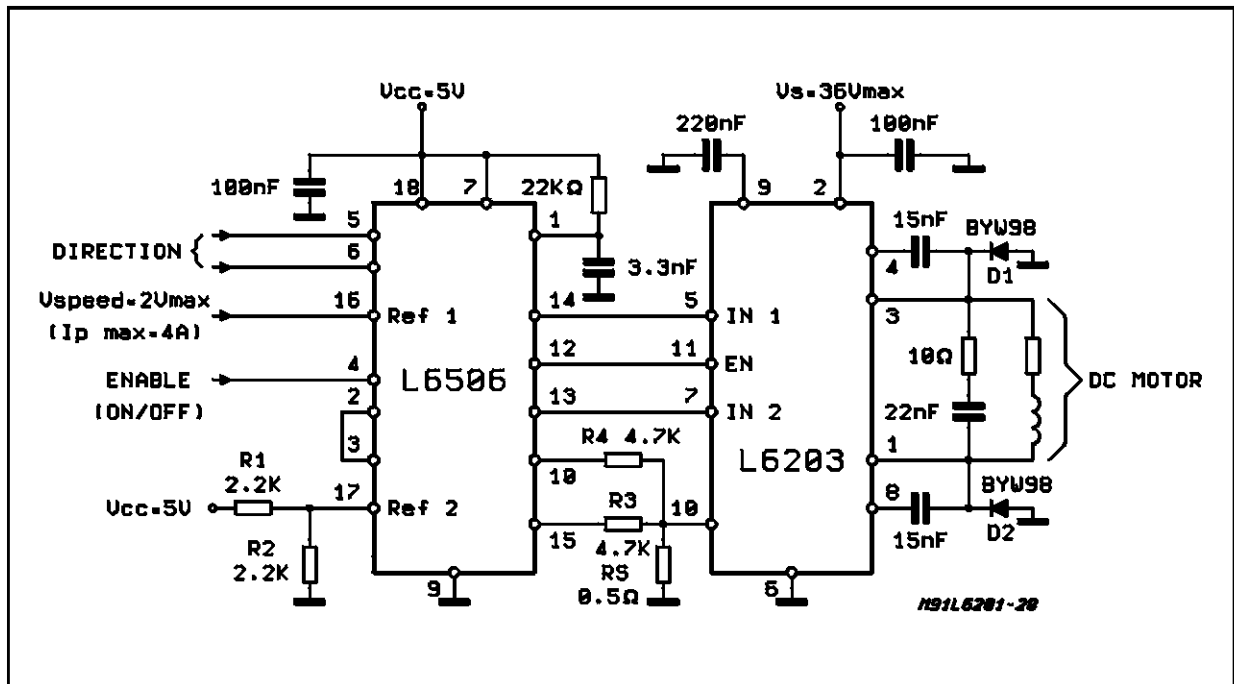 Vcc=5V
Vs=36Vmax
220nF
100nF
100nF
18
7
22KΩ
9
2
5
1
15nF
BYW98
DIRECTION {
6
3.3nF
4
D1
Vspeed=2Vmax
16
Ref 1
14
5
IN 1
3
(Ip max=4A)
12
11
EN
10Ω
ENABLE
4
L6506
DC MOTOR
(ON/OFF)
2
13
7
IN 2
22nF
3
R4 4.7K
L6203
1
R1
10
2.2K
8
BYW98
Vcc=5V
17
Ref 2
R3
10
R2
15
4.7K
15nF
D2
2.2K
RS
9
0.5Ω
6
M91L6201-20